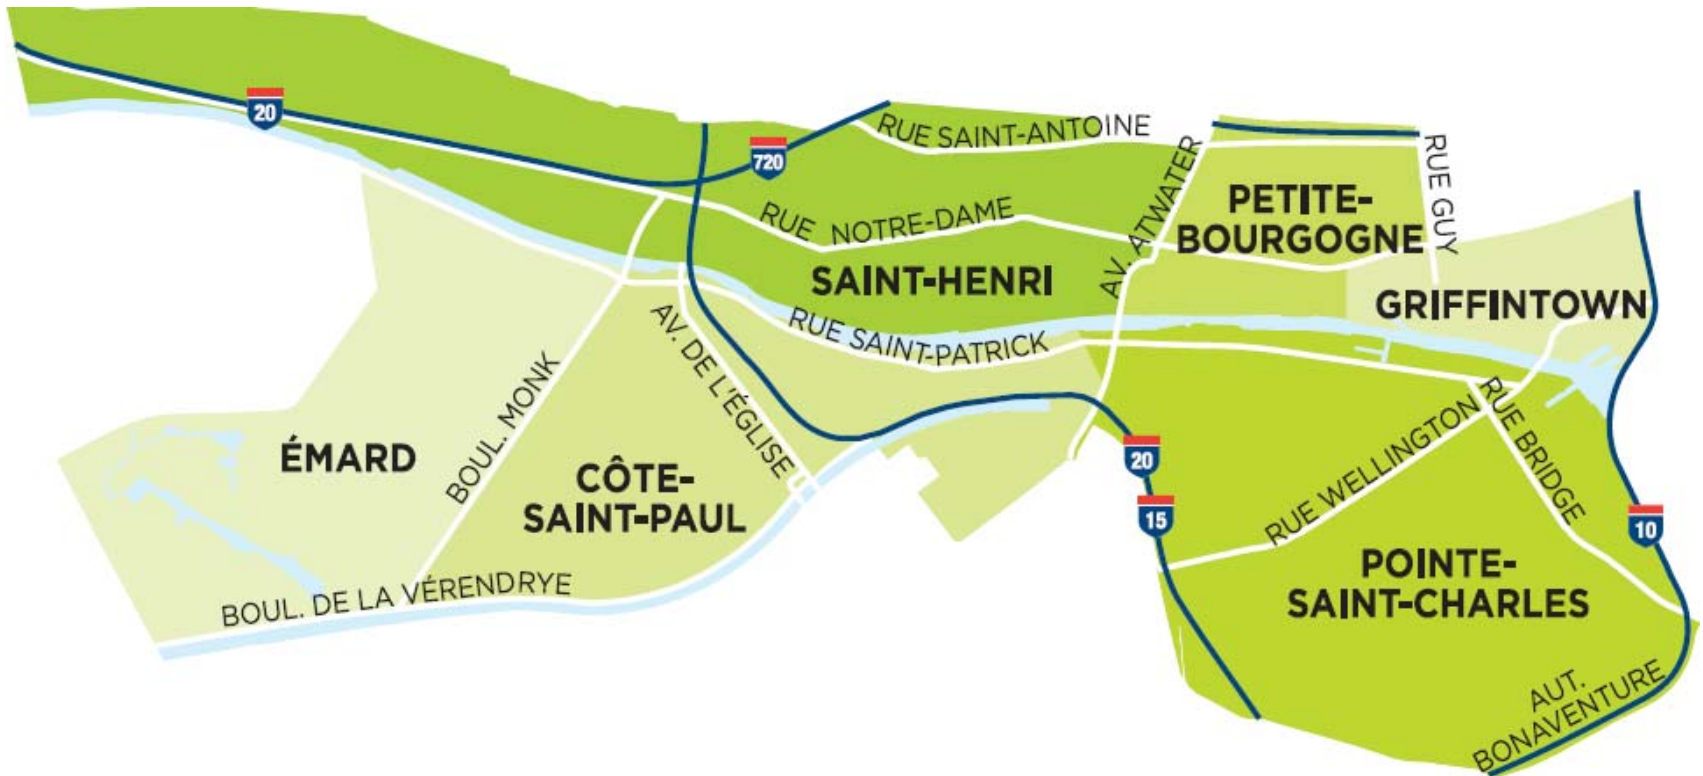 20
720
RUE SAINT-ANTOINE
AV. ATWATER
RUE GUY
PETITE-
BOURGOGNE
RUE NOTRE-DAME
SAINT-HENRI
GRIFFINTOWN
RUE SAINT-PATRICK
AV. DE L'ÉGLISE
BOUL. MONK
ÉMARD
CÔTE-
SAINT-PAUL
BOUL. DE LA VÉRENDRYE
20
15
RUE WELLINGTON
RUE BRIDGE
10
POINTE-
SAINT-CHARLES
AUT.
BONAVENTURE